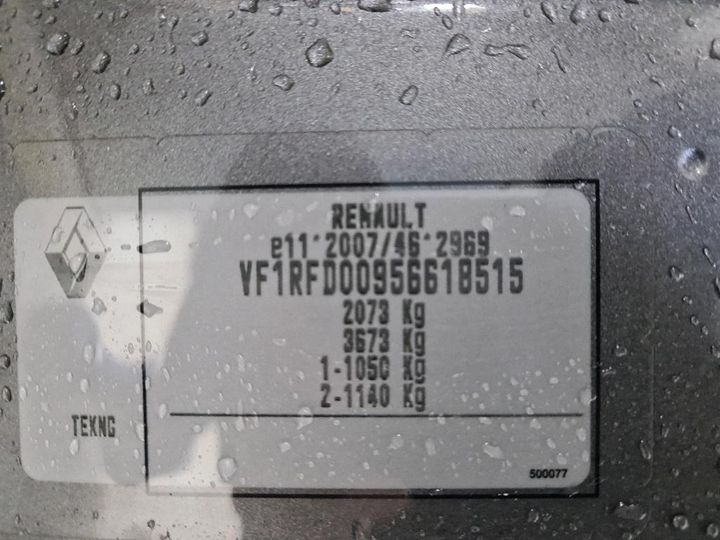 RENAULT
e11*2007/46*2969
VF1RFD00956618515
2073 Kg
3673 Kg
1-1050 Kg
2-1140 Kg
TEKNG
500077